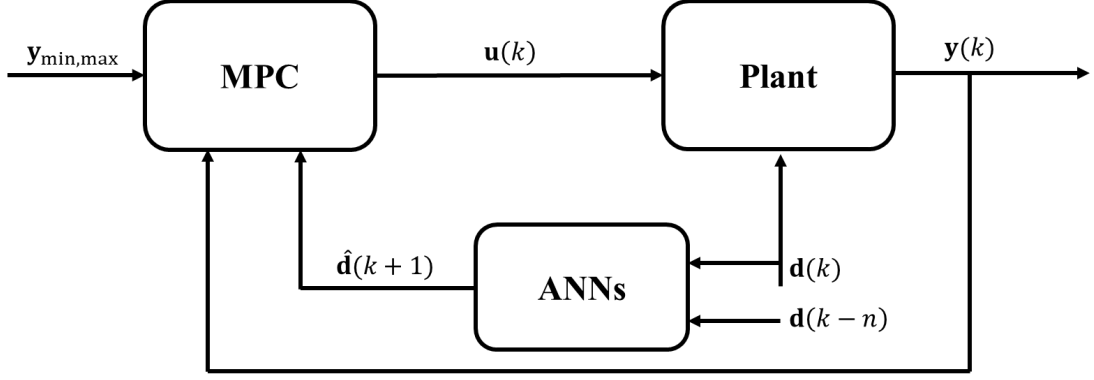 y_min,max
MPC
u(k)
Plant
y(k)
d̂(k + 1)
ANNs
d(k)
d(k − n)